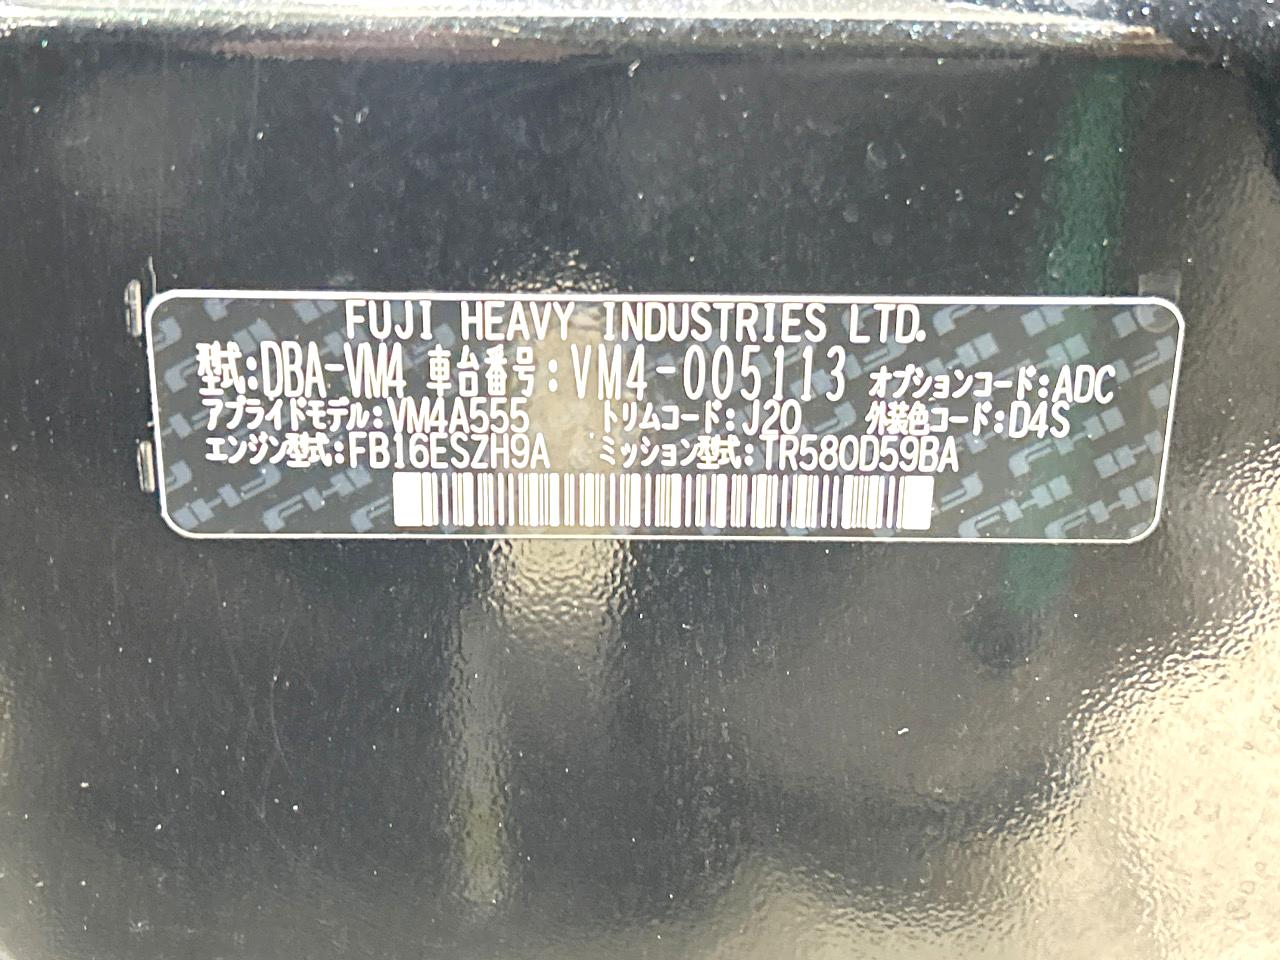 FUJI HEAVY INDUSTRIES LTD.
型式:DBA-VM4 車台番号:VM4-005113 オプションコード:ADC
アプライドモデル:VM4A555 トリムコード:J20 外装色コード:D4S
エンジン型式:FB16ESZH9A ミッション型式:TR580D59BA